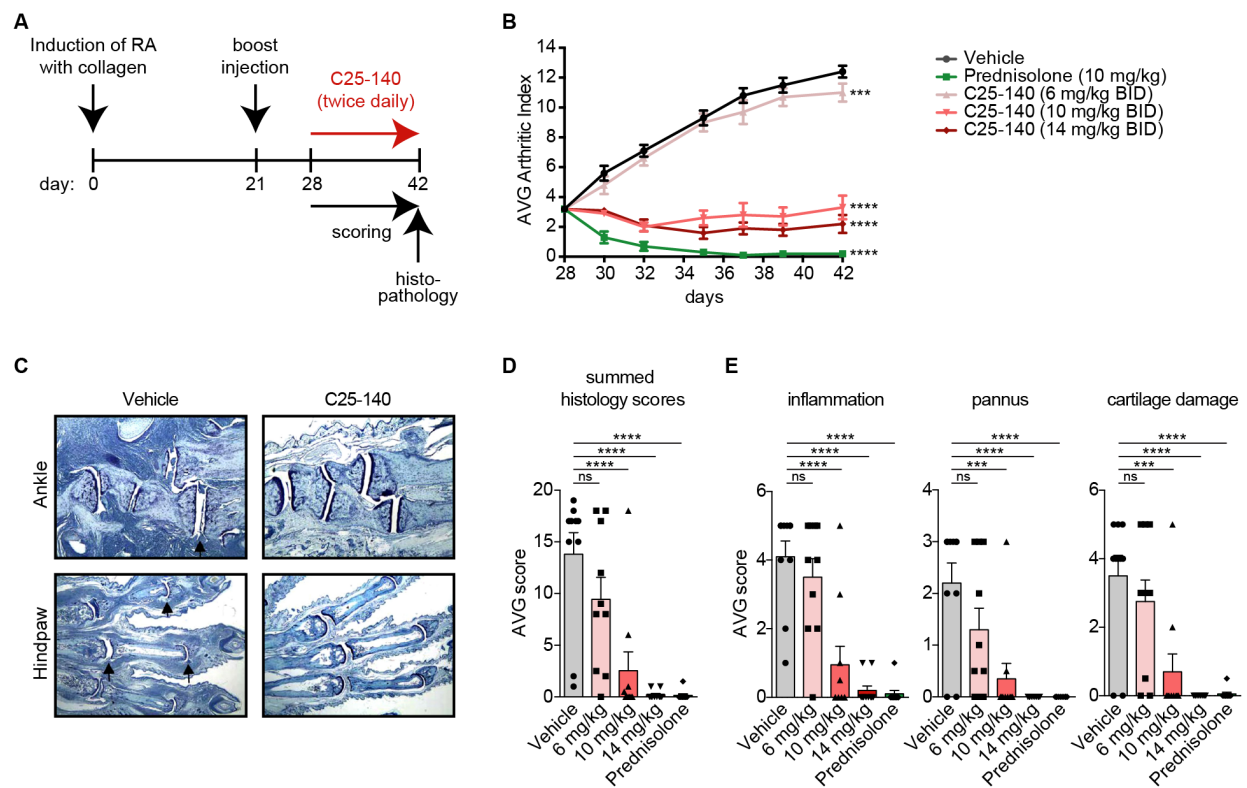 A
Induction of RA
with collagen
boost
injection
C25-140
(twice daily)
day:
0
21
28
42
scoring
histo-
pathology
B
AVG Arthritic Index
14
12
10
8
6
4
2
0
28
30
32
34
36
38
40
42
days
***
****
****
****
Vehicle
Prednisolone (10 mg/kg)
C25-140 (6 mg/kg BID)
C25-140 (10 mg/kg BID)
C25-140 (14 mg/kg BID)
C
Vehicle
C25-140
Ankle
Hindpaw
D
summed
histology scores
****
****
****
ns
AVG score
20
15
10
5
0
Vehicle
6 mg/kg
10 mg/kg
14 mg/kg
Prednisolone
E
inflammation
****
****
****
ns
AVG score
6
4
2
0
Vehicle
6 mg/kg
10 mg/kg
14 mg/kg
Prednisolone
pannus
****
****
***
ns
4
3
2
1
0
Vehicle
6 mg/kg
10 mg/kg
14 mg/kg
Prednisolone
cartilage damage
****
****
***
ns
6
4
2
0
Vehicle
6 mg/kg
10 mg/kg
14 mg/kg
Prednisolone